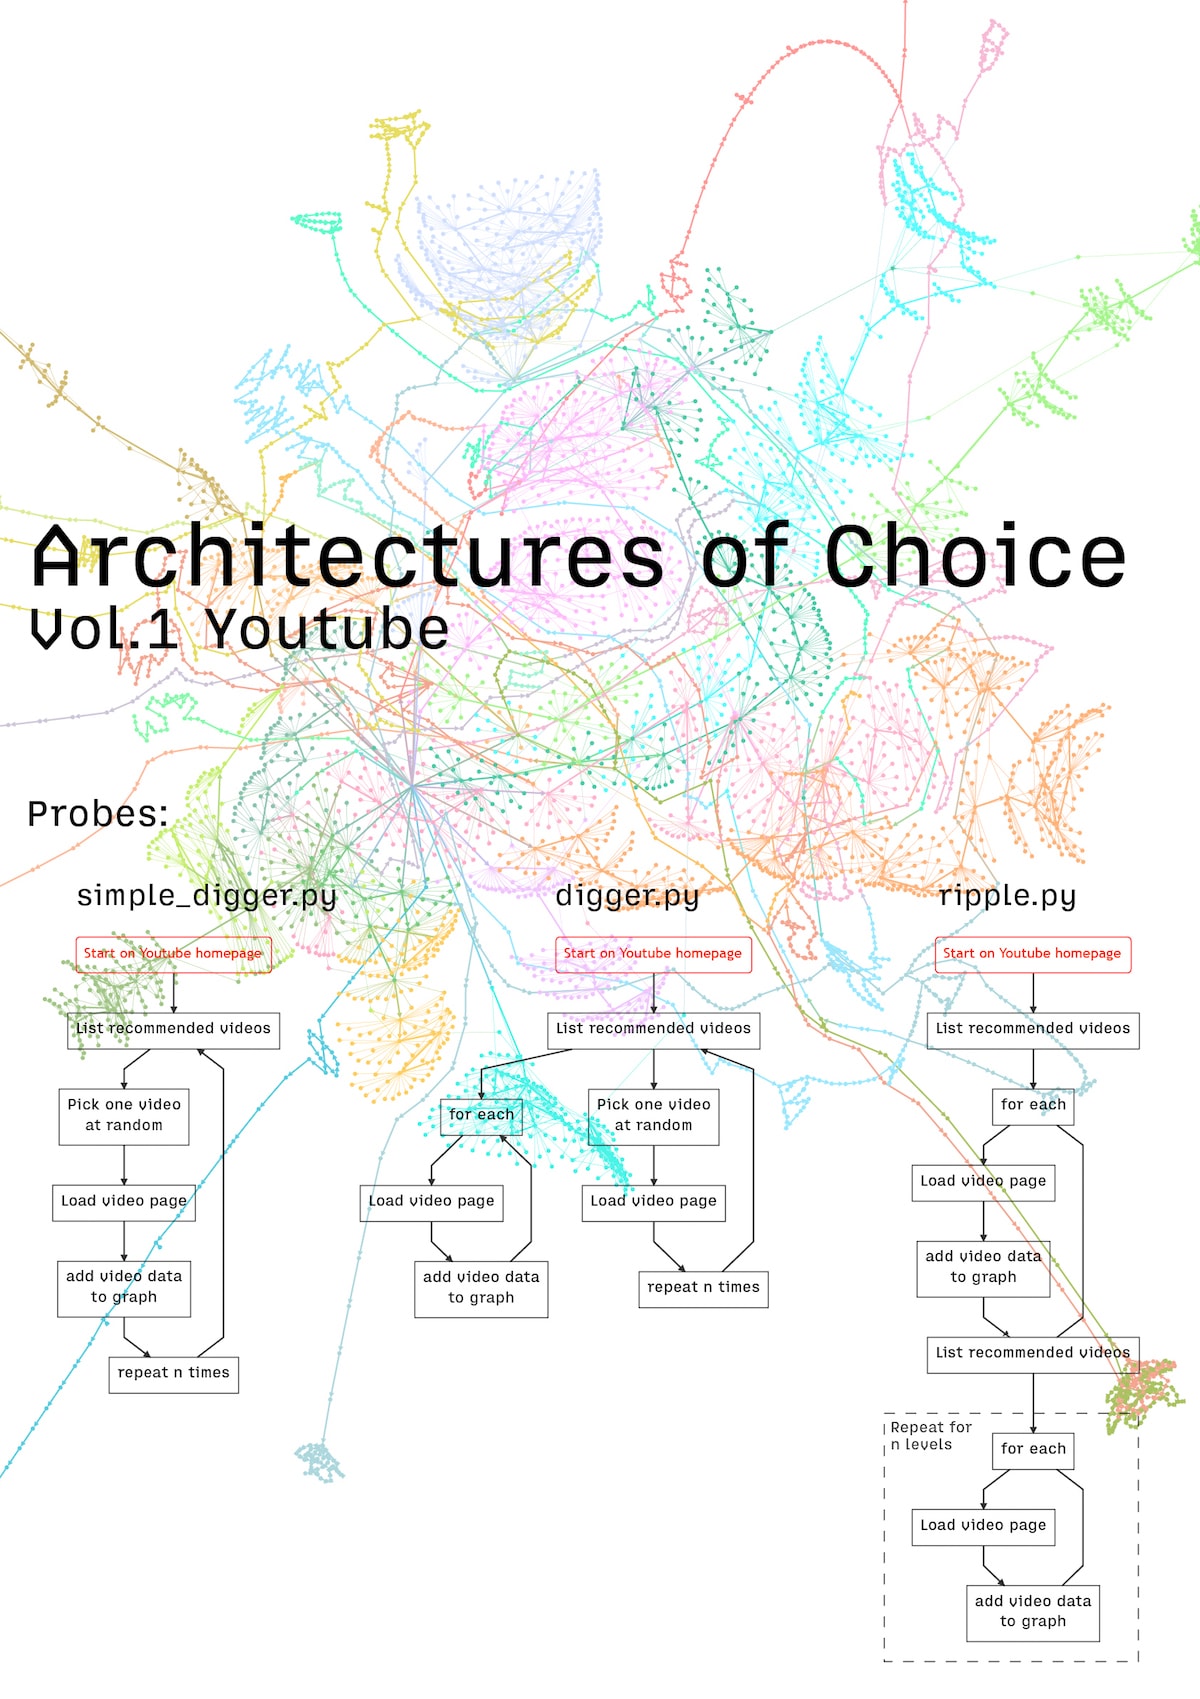 Architectures of Choice
Vol.1 Youtube
Probes:
simple_digger.py
Start on Youtube homepage
List recommended videos
Pick one video
at random
Load video page
add video data
to graph
repeat n times
digger.py
Start on Youtube homepage
List recommended videos
for each
Load video page
add video data
to graph
Pick one video
at random
Load video page
repeat n times
ripple.py
Start on Youtube homepage
List recommended videos
for each
Load video page
add video data
to graph
List recommended videos
Repeat for
n levels
for each
Load video page
add video data
to graph